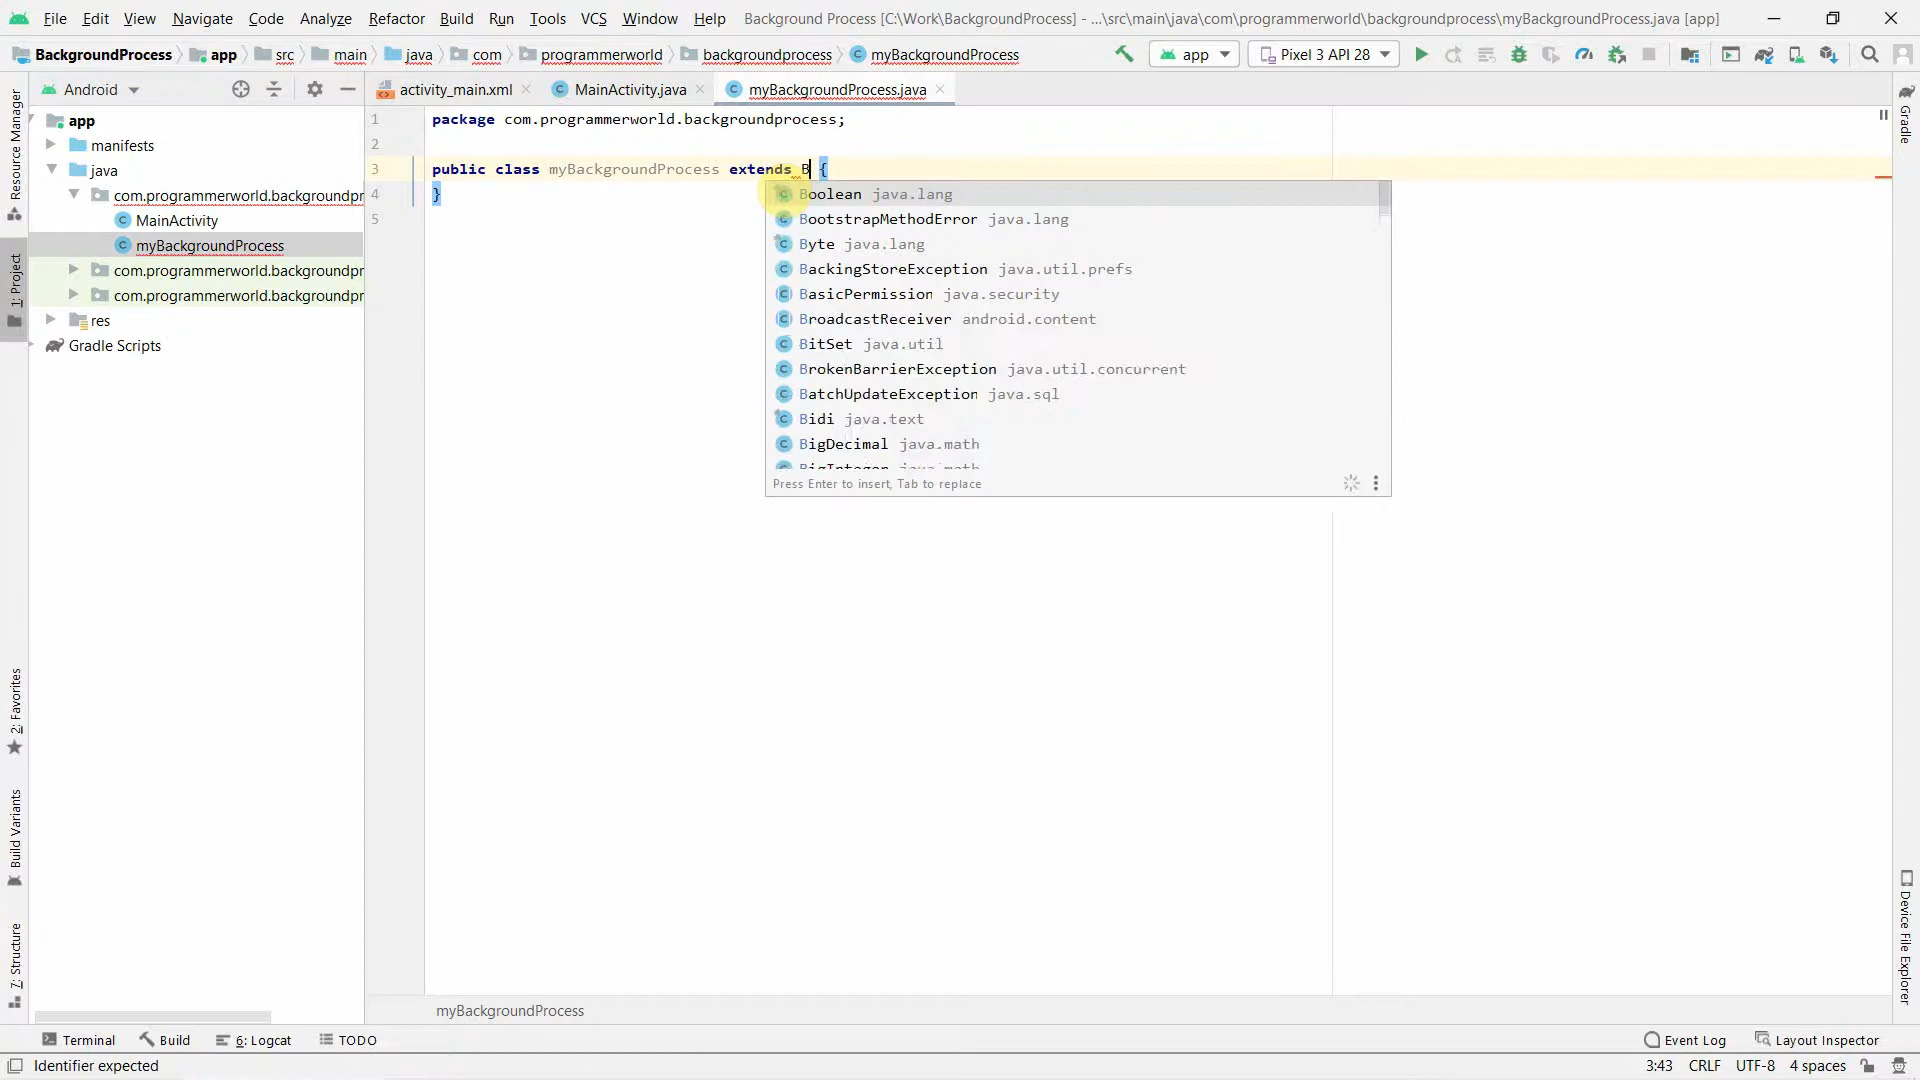 File Edit View Navigate Code Analyze Refactor Build Run Tools VCS Window Help Background Process [C:\Work\BackgroundProcess] - ...\src\main\java\com\programmerworld\backgroundprocess\myBackgroundProcess.java [app]
BackgroundProcess app src main java com programmerworld backgroundprocess myBackgroundProcess app Pixel 3 API 28
Android activity_main.xml MainActivity.java myBackgroundProcess.java
Resource Manager
1: Project
2: Favorites
Build Variants
7: Structure
app
manifests
java
com.programmerworld.backgroundpr
MainActivity
myBackgroundProcess
com.programmerworld.backgroundpr
com.programmerworld.backgroundpr
res
Gradle Scripts
1 package com.programmerworld.backgroundprocess;
2
3 public class myBackgroundProcess extends B {
4 }
5
Boolean java.lang
BootstrapMethodError java.lang
Byte java.lang
BackingStoreException java.util.prefs
BasicPermission java.security
BroadcastReceiver android.content
BitSet java.util
BrokenBarrierException java.util.concurrent
BatchUpdateException java.sql
Bidi java.text
BigDecimal java.math
BigInteger java.math
Press Enter to insert, Tab to replace
Gradle
Device File Explorer
myBackgroundProcess
Terminal Build 6: Logcat TODO Event Log Layout Inspector
Identifier expected 3:43 CRLF UTF-8 4 spaces